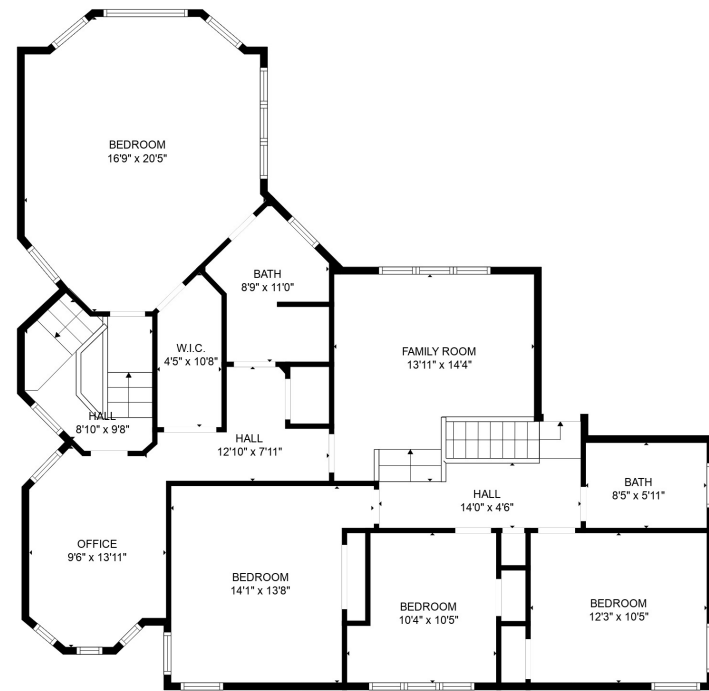 BEDROOM
16'9" x 20'5"
BATH
8'9" x 11'0"
W.I.C.
4'5" x 10'8"
FAMILY ROOM
13'11" x 14'4"
HALL
8'10" x 9'8"
HALL
12'10" x 7'11"
HALL
14'0" x 4'6"
BATH
8'5" x 5'11"
OFFICE
9'6" x 13'11"
BEDROOM
14'1" x 13'8"
BEDROOM
10'4" x 10'5"
BEDROOM
12'3" x 10'5"